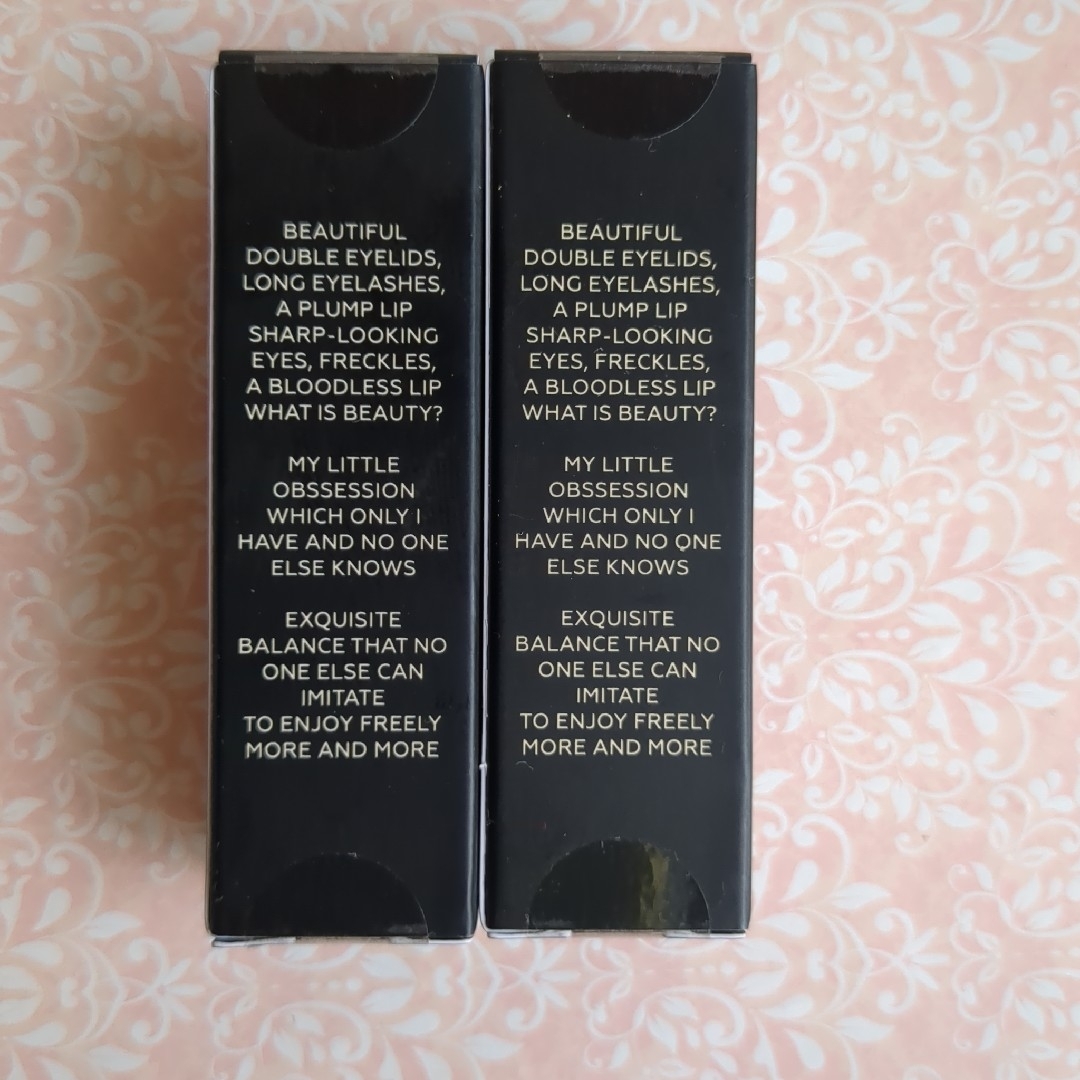 BEAUTIFUL
DOUBLE EYELIDS,
LONG EYELASHES,
A PLUMP LIP
SHARP-LOOKING
EYES, FRECKLES,
A BLOODLESS LIP
WHAT IS BEAUTY?
MY LITTLE
OBSSESSION
WHICH ONLY I
HAVE AND NO ONE
ELSE KNOWS
EXQUISITE
BALANCE THAT NO
ONE ELSE CAN
IMITATE
TO ENJOY FREELY
MORE AND MORE
BEAUTIFUL
DOUBLE EYELIDS,
LONG EYELASHES,
A PLUMP LIP
SHARP-LOOKING
EYES, FRECKLES,
A BLOODLESS LIP
WHAT IS BEAUTY?
MY LITTLE
OBSSESSION
WHICH ONLY I
HAVE AND NO ONE
ELSE KNOWS
EXQUISITE
BALANCE THAT NO
ONE ELSE CAN
IMITATE
TO ENJOY FREELY
MORE AND MORE